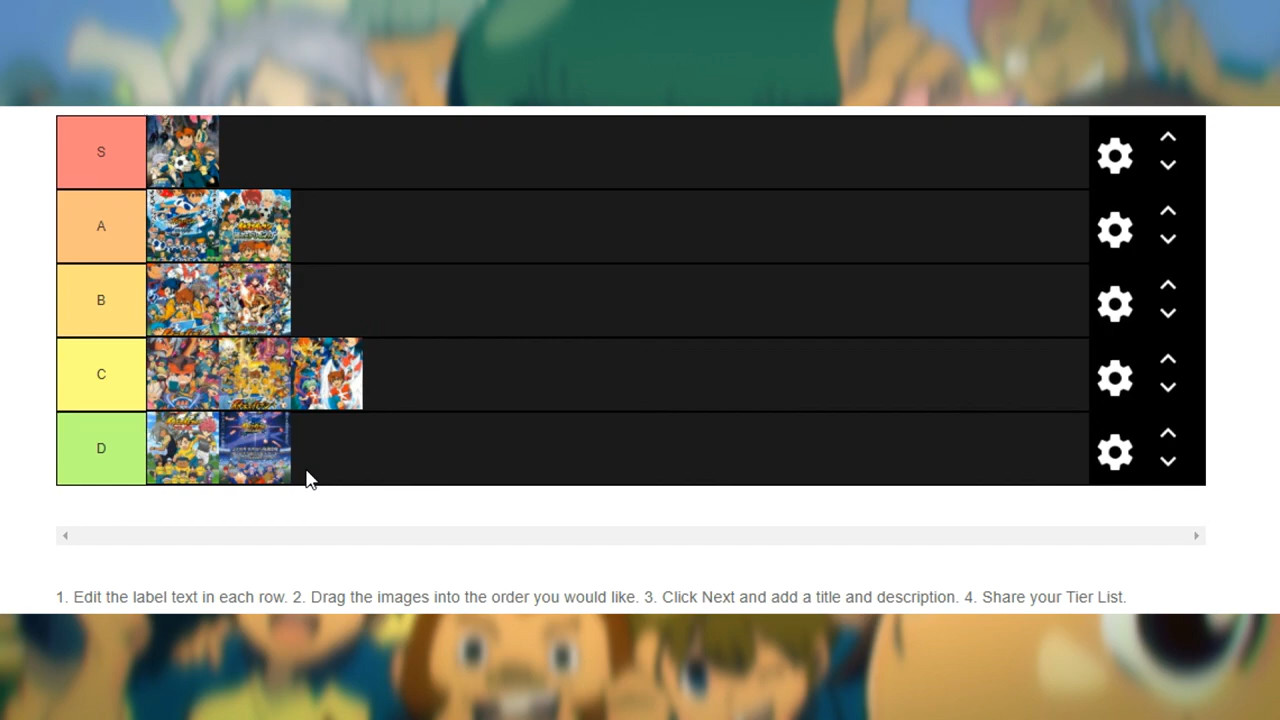 S
A
B
C
D
1. Edit the label text in each row. 2. Drag the images into the order you would like. 3. Click Next and add a title and description. 4. Share your Tier List.